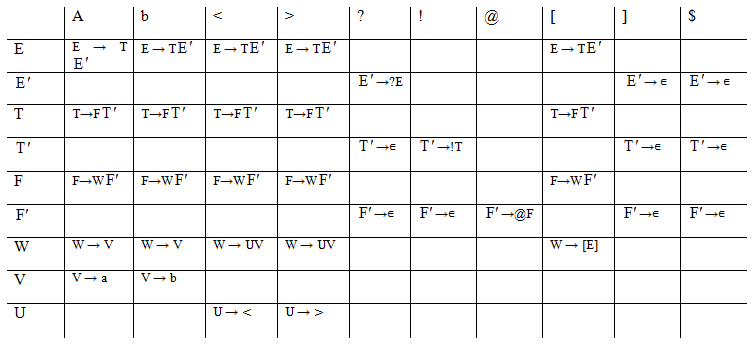 A b < > ? ! @ [ ] $
E E → T E′ E→TE′ E→TE′ E→TE′ E→TE′
E′ E′→?E E′→ϵ E′→ϵ
T T→FT′ T→FT′ T→FT′ T→FT′ T→FT′
T′ T′→ϵ T′→!T T′→ϵ T′→ϵ
F F→WF′ F→WF′ F→WF′ F→WF′ F→WF′
F′ F′→ϵ F′→ϵ F′→@F F′→ϵ F′→ϵ
W W→V W→V W→UV W→UV W→[E]
V V→a V→b
U U→< U→>